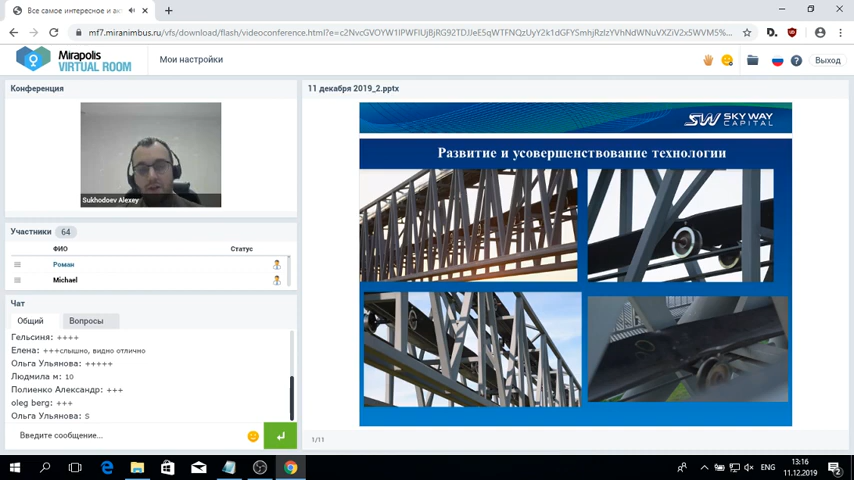 Все самое интересное и ак
mf7.miranimbus.ru/vfs/download/flash/videoconference.html?e=
Mirapolis
VIRTUAL ROOM
Мои настройки
Выход
Конференция
11 декабря 2019_2.pptx
Sukhodoev Alexey
SW SKY WAY
CAPITAL
Развитие и усовершенствование технологии
Участники 64
ФИО Статус
Роман
Michael
Чат
Общий Вопросы
Гельсиня: ++++
Елена: +++слышно, видно отлично
Ольга Ульянова: +++++
Людмила м: 10
Полиенко Александр: +++
oleg berg: +++
Ольга Ульянова: S
Введите сообщение...
1/11
ENG
13:16
11.12.2019
2